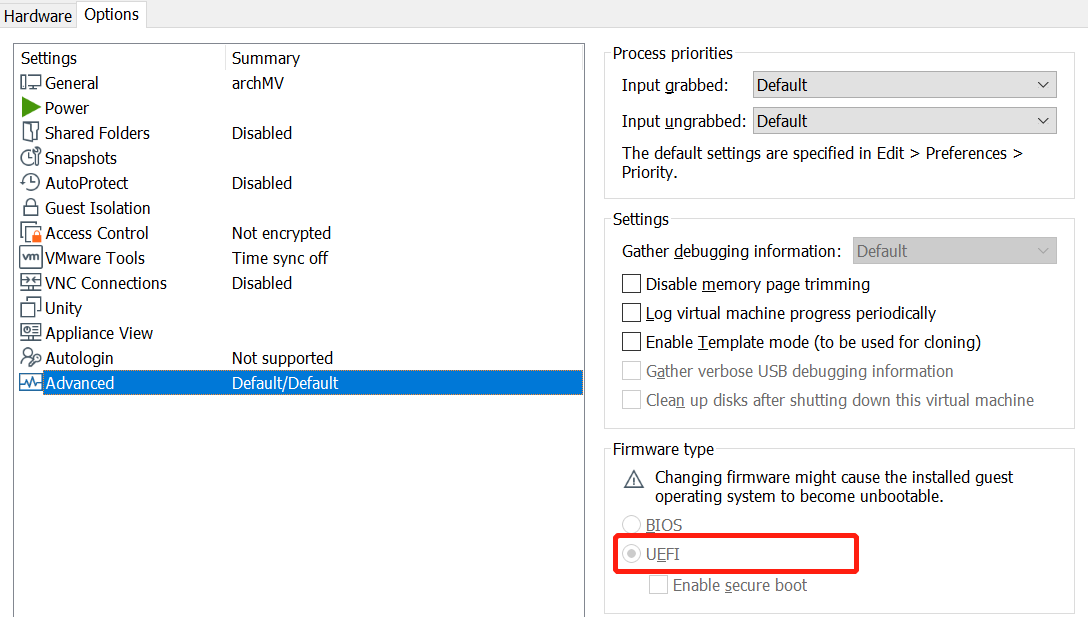 Hardware Options
Settings Summary
General archMV
Power
Shared Folders Disabled
Snapshots
AutoProtect Disabled
Guest Isolation
Access Control Not encrypted
vm VMware Tools Time sync off
VNC Connections Disabled
Unity
Appliance View
Autologin Not supported
Advanced Default/Default
Process priorities
Input grabbed: Default
Input ungrabbed: Default
The default settings are specified in Edit > Preferences >
Priority.
Settings
Gather debugging information: Default
Disable memory page trimming
Log virtual machine progress periodically
Enable Template mode (to be used for cloning)
Gather verbose USB debugging information
Clean up disks after shutting down this virtual machine
Firmware type
Changing firmware might cause the installed guest
operating system to become unbootable.
BIOS
UEFI
Enable secure boot